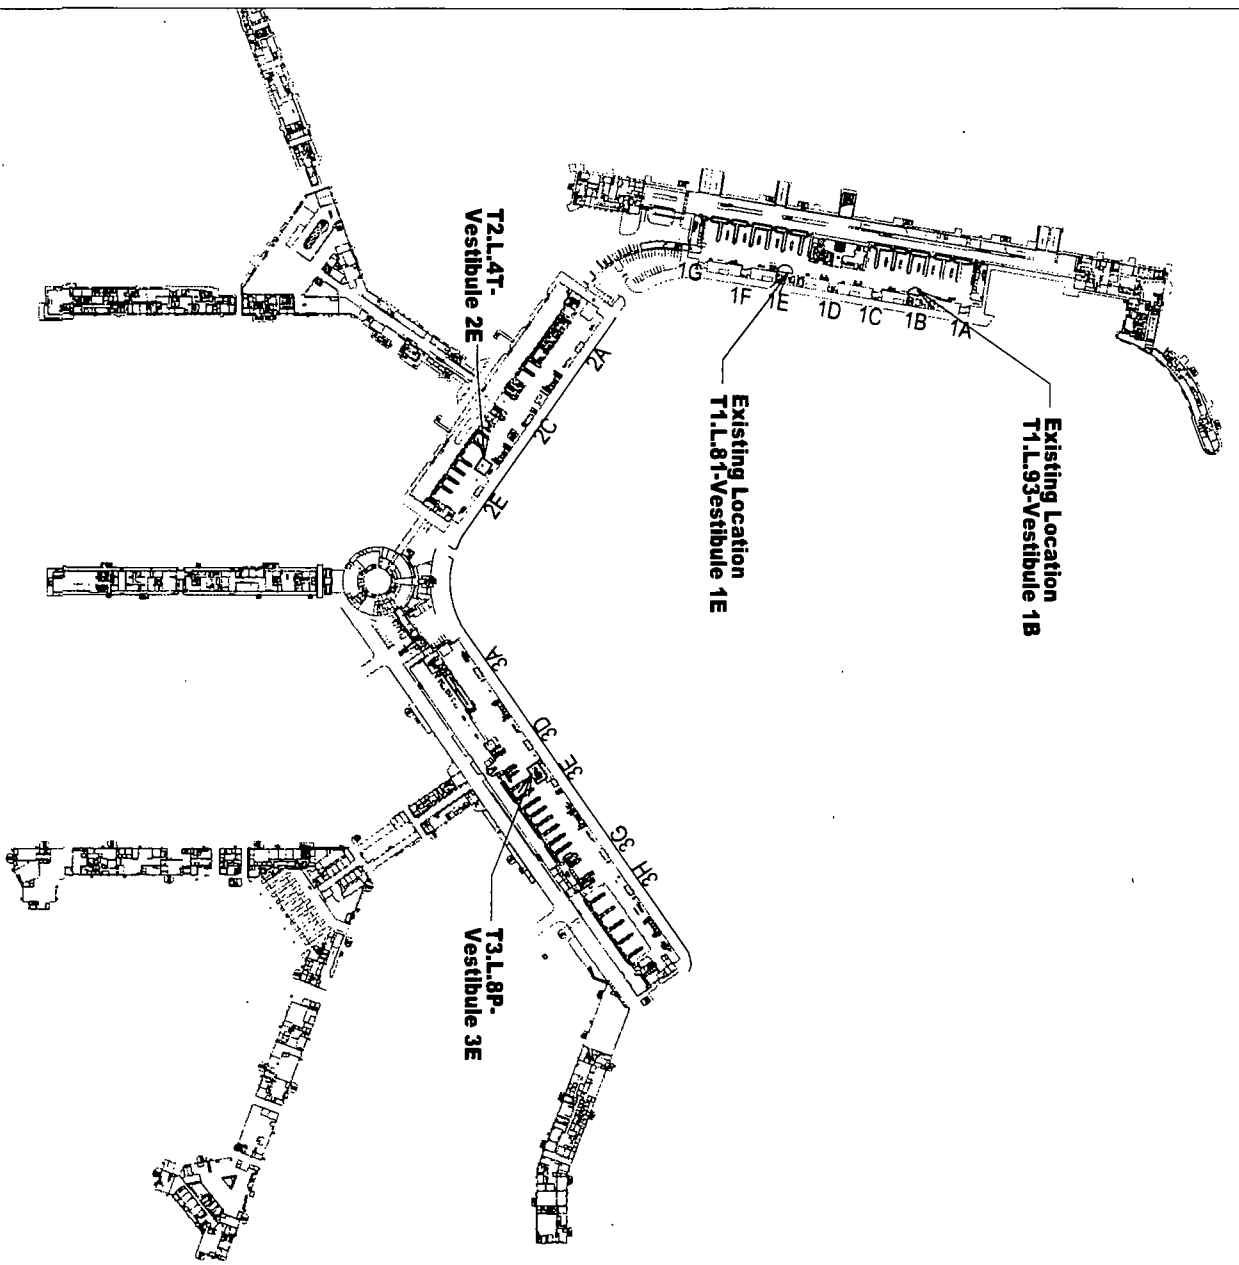 Existing Location
T1.L.93-Vestibule 1B
Existing Location
T1.L.81-Vestibule 1E
T2.L.4T-
Vestibule 2E
T3.L.8P-
Vestibule 3E
1A
1B
1C
1D
1E
1F
1G
2A
2C
2E
3A
3D
3E
3G
3H